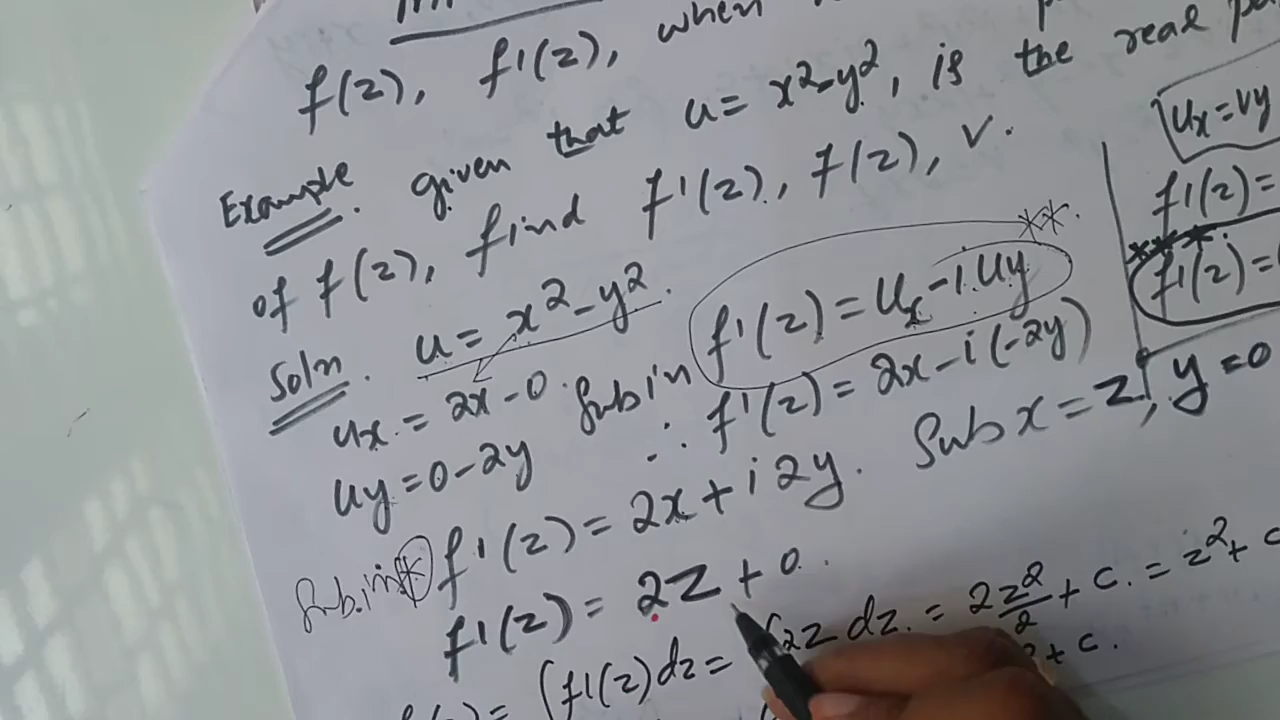 f(z), f'(z), when
Example. given that u = x²-y², is the real
of f(z), find f'(z), f(z), v.
Soln. u = x²-y².
ux = 2x-0. Sub in f'(z) = Ux - i Uy **.
uy = 0-2y ∴ f'(z) = 2x-i(-2y)
Sub in * f'(z) = 2x + i2y. Sub x = z, y = 0
f'(z) = 2z + 0.
∫f'(z)dz = ∫2z dz. = 2z²/2 + c. = z² + c
+ c.
Ux = Vy
f'(z) =
*** f'(z) =